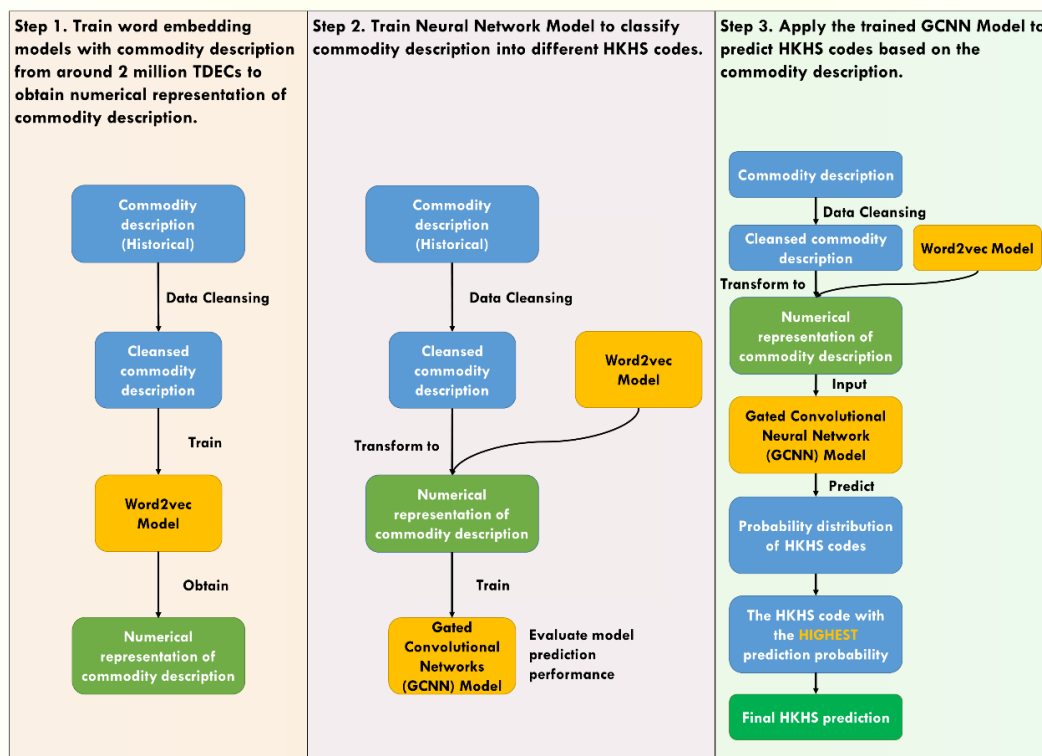 Step 1. Train word embedding
models with commodity description
from around 2 million TDECs to
obtain numerical representation of
commodity description.
Commodity
description
(Historical)
Data Cleansing
Cleansed
commodity
description
Train
Word2vec
Model
Obtain
Numerical
representation of
commodity description
Step 2. Train Neural Network Model to classify
commodity description into different HKHS codes.
Commodity
description
(Historical)
Data Cleansing
Cleansed
commodity
description
Word2vec
Model
Transform to
Numerical
representation of
commodity description
Train
Gated
Convolutional
Networks
(GCNN) Model
Evaluate model
prediction
performance
Step 3. Apply the trained GCNN Model to
predict HKHS codes based on the
commodity description.
Commodity description
Data Cleansing
Cleansed commodity
description
Word2vec Model
Transform to
Numerical
representation of
commodity description
Input
Gated Convolutional
Neural Network
(GCNN) Model
Predict
Probability distribution
of HKHS codes
The HKHS code with
the HIGHEST
prediction probability
Final HKHS prediction